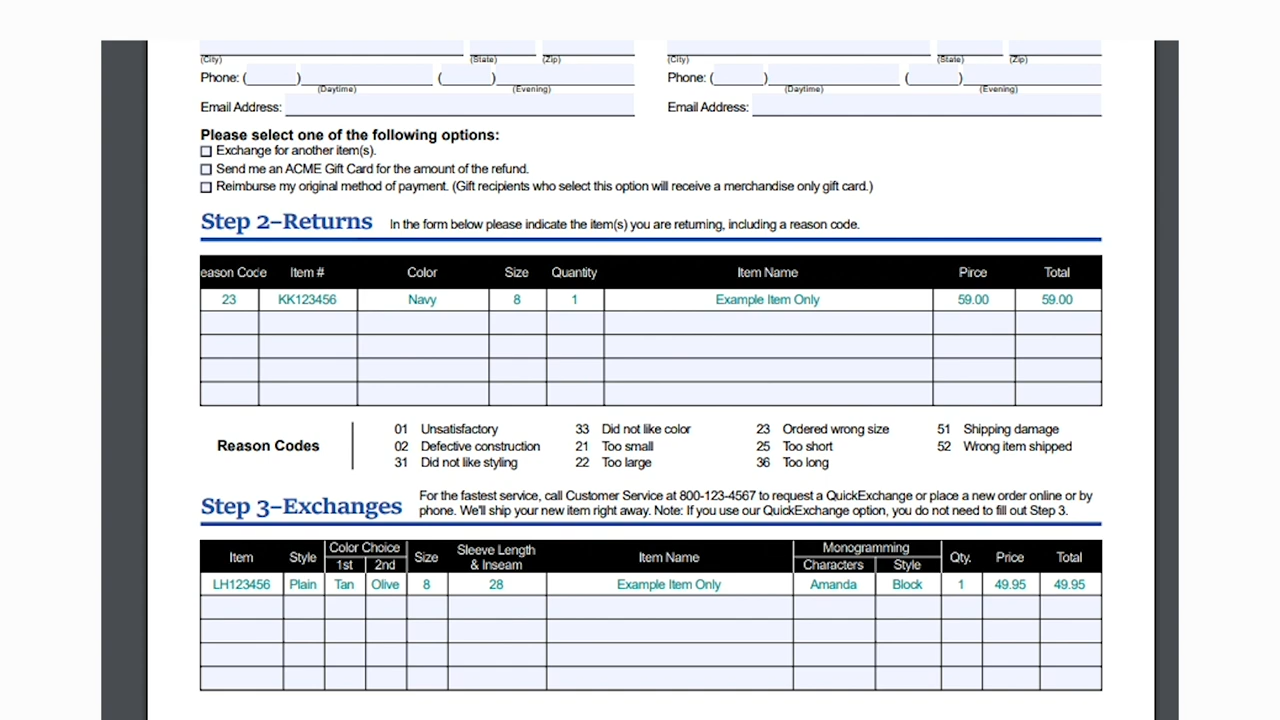 (City) (State) (Zip) (City) (State) (Zip)
Phone: ( ) ( ) Phone: ( ) ( )
(Daytime) (Evening) (Daytime) (Evening)
Email Address: Email Address:
Please select one of the following options:
Exchange for another item(s).
Send me an ACME Gift Card for the amount of the refund.
Reimburse my original method of payment. (Gift recipients who select this option will receive a merchandise only gift card.)
Step 2–Returns In the form below please indicate the item(s) you are returning, including a reason code.
eason Code Item # Color Size Quantity Item Name Pirce Total
23 KK123456 Navy 8 1 Example Item Only 59.00 59.00
01 Unsatisfactory 33 Did not like color 23 Ordered wrong size 51 Shipping damage
Reason Codes 02 Defective construction 21 Too small 25 Too short 52 Wrong item shipped
31 Did not like styling 22 Too large 36 Too long
Step 3–Exchanges For the fastest service, call Customer Service at 800-123-4567 to request a QuickExchange or place a new order online or by
phone. We'll ship your new item right away. Note: If you use our QuickExchange option, you do not need to fill out Step 3.
Item Style Color Choice 1st 2nd Size Sleeve Length & Inseam Item Name Monogramming Characters Style Qty. Price Total
LH123456 Plain Tan Olive 8 28 Example Item Only Amanda Block 1 49.95 49.95